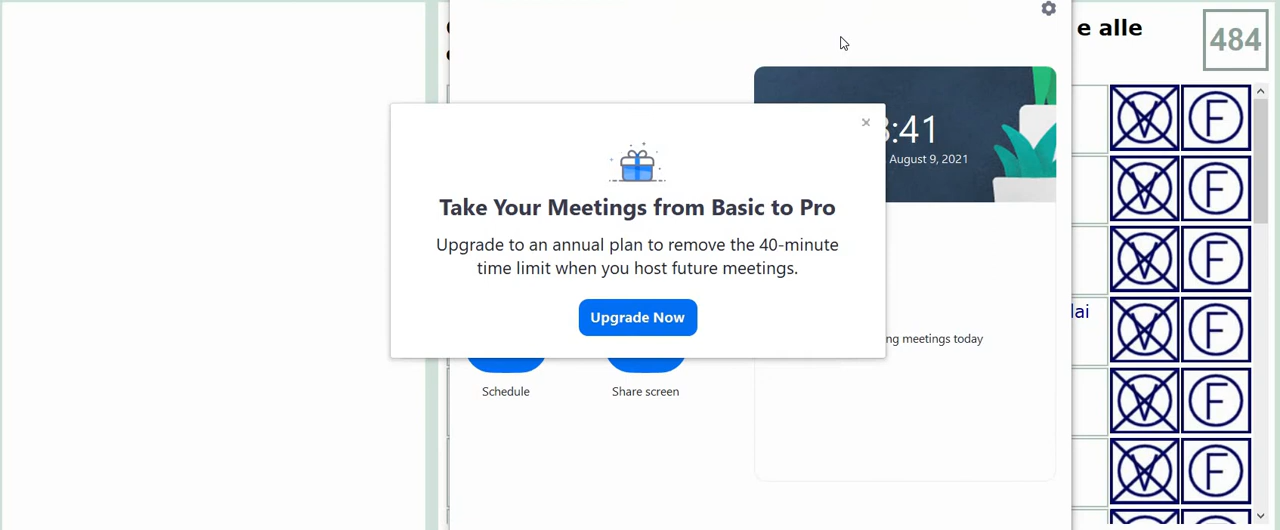 e alle
484
:41
August 9, 2021
Take Your Meetings from Basic to Pro
Upgrade to an annual plan to remove the 40-minute
time limit when you host future meetings.
Upgrade Now
lai
ng meetings today
Schedule
Share screen
V F
V F
V F
V F
V F
V F